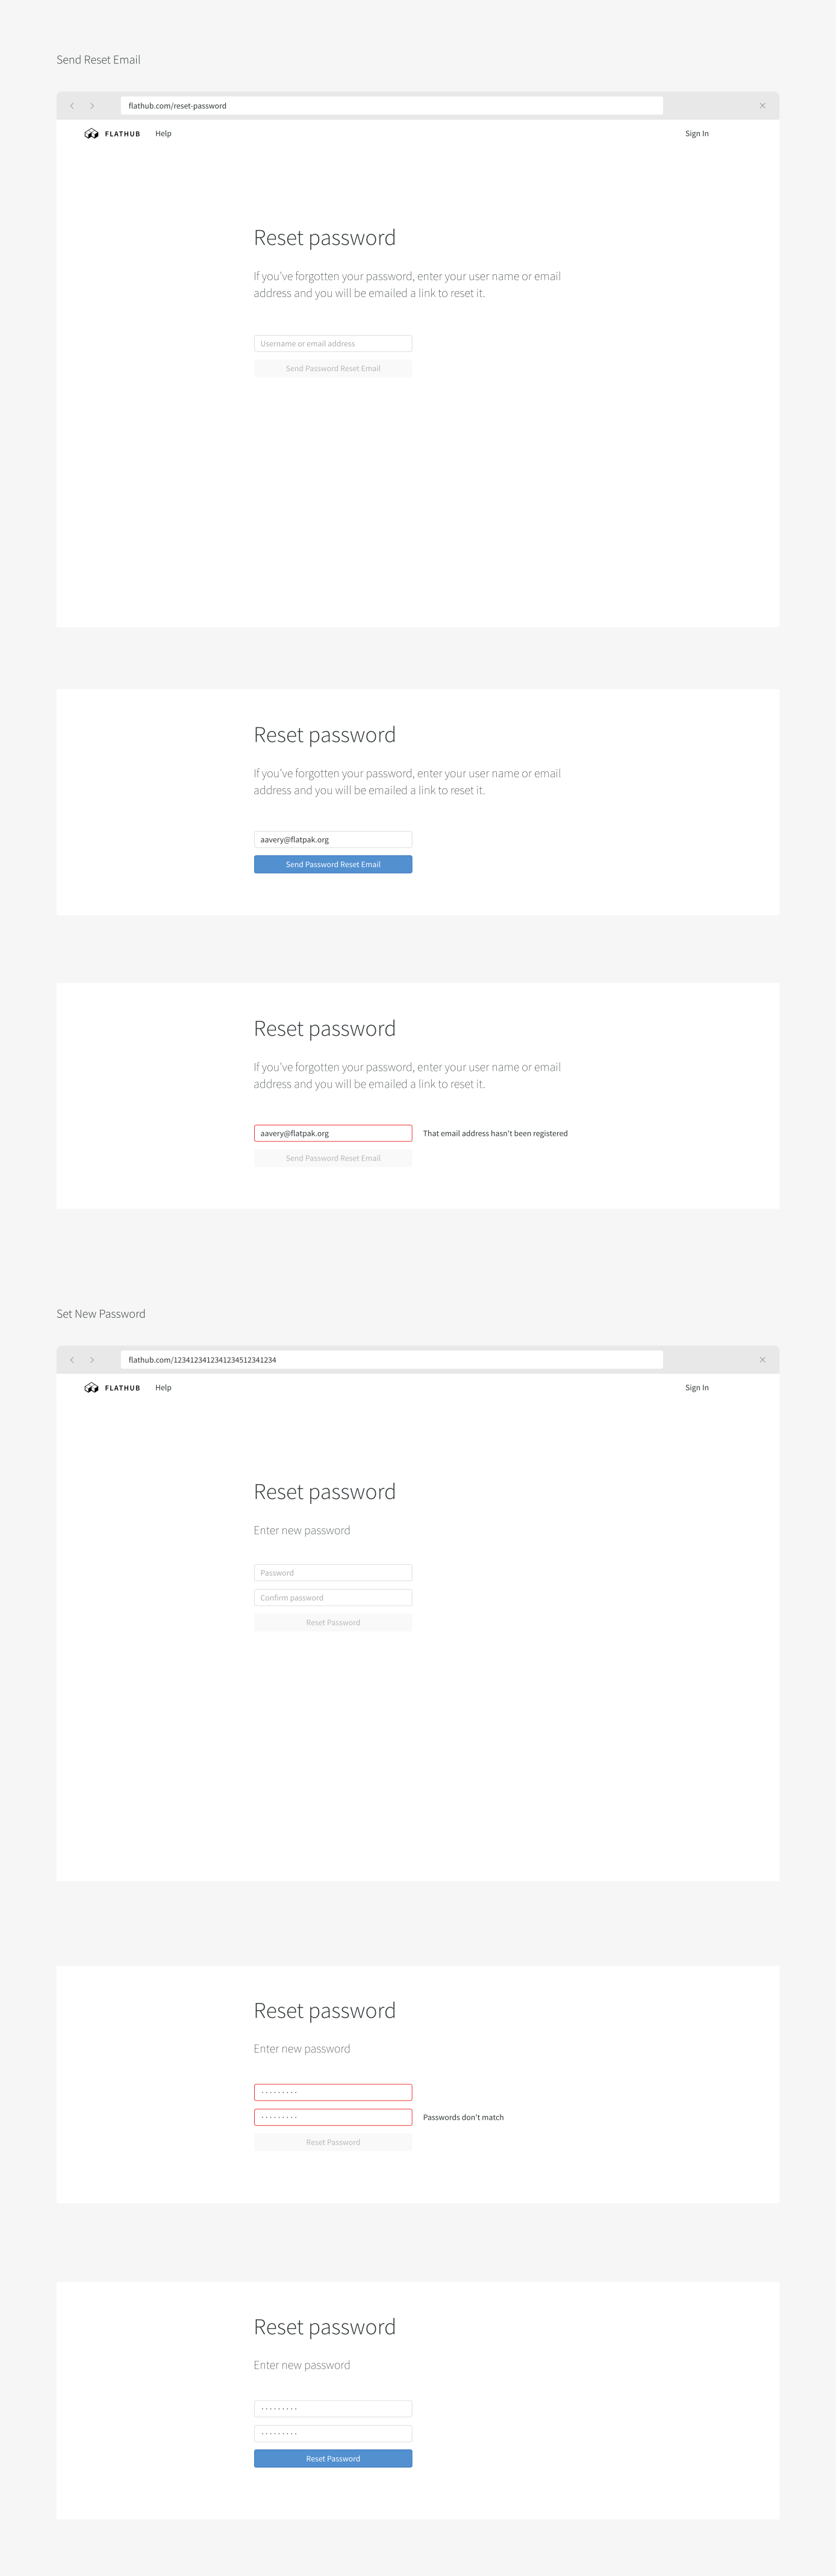 Send Reset Email
flathub.com/reset-password
FLATHUB Help Sign In
Reset password
If you've forgotten your password, enter your user name or email
address and you will be emailed a link to reset it.
Username or email address
Send Password Reset Email
Reset password
If you've forgotten your password, enter your user name or email
address and you will be emailed a link to reset it.
aavery@flatpak.org
Send Password Reset Email
Reset password
If you've forgotten your password, enter your user name or email
address and you will be emailed a link to reset it.
aavery@flatpak.org That email address hasn't been registered
Send Password Reset Email
Set New Password
flathub.com/1234123412341234512341234
FLATHUB Help Sign In
Reset password
Enter new password
Password
Confirm password
Reset Password
Reset password
Enter new password
·········
········· Passwords don't match
Reset Password
Reset password
Enter new password
·········
·········
Reset Password